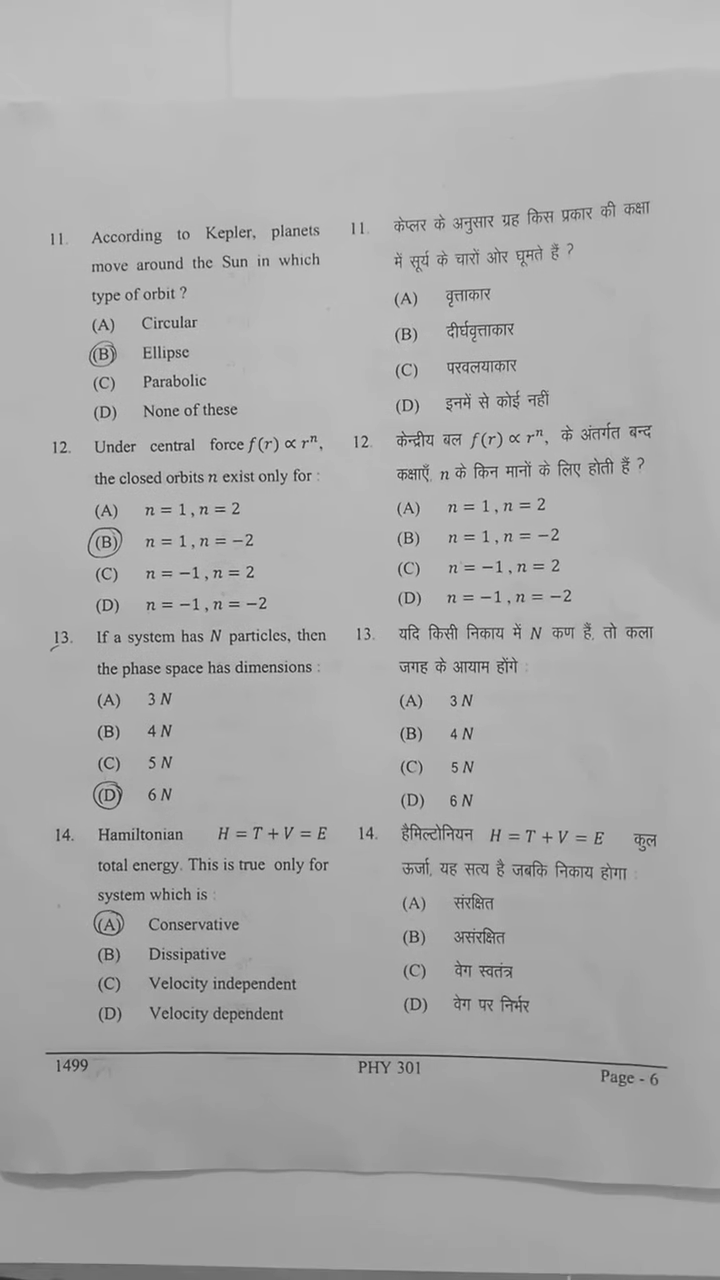 11. According to Kepler, planets
move around the Sun in which
type of orbit ?
(A) Circular
(B) Ellipse
(C) Parabolic
(D) None of these
12. Under central force f(r) ∝ rⁿ,
the closed orbits n exist only for :
(A) n = 1 , n = 2
(B) n = 1 , n = −2
(C) n = −1 , n = 2
(D) n = −1 , n = −2
13. If a system has N particles, then
the phase space has dimensions :
(A) 3 N
(B) 4 N
(C) 5 N
(D) 6 N
14. Hamiltonian H = T + V = E
total energy. This is true only for
system which is :
(A) Conservative
(B) Dissipative
(C) Velocity independent
(D) Velocity dependent
11. केप्लर के अनुसार ग्रह किस प्रकार की कक्षा
में सूर्य के चारों ओर घूमते हैं ?
(A) वृत्ताकार
(B) दीर्घवृत्ताकार
(C) परवलयाकार
(D) इनमें से कोई नहीं
12. केन्द्रीय बल f(r) ∝ rⁿ, के अंतर्गत बन्द
कक्षाएँ, n के किन मानों के लिए होती हैं ?
(A) n = 1 , n = 2
(B) n = 1 , n = −2
(C) n = −1 , n = 2
(D) n = −1 , n = −2
13. यदि किसी निकाय में N कण हैं, तो कला
जगह के आयाम होंगे :
(A) 3 N
(B) 4 N
(C) 5 N
(D) 6 N
14. हैमिल्टोनियन H = T + V = E कुल
ऊर्जा, यह सत्य है जबकि निकाय होगा :
(A) संरक्षित
(B) असंरक्षित
(C) वेग स्वतंत्र
(D) वेग पर निर्भर
1499 PHY 301 Page - 6